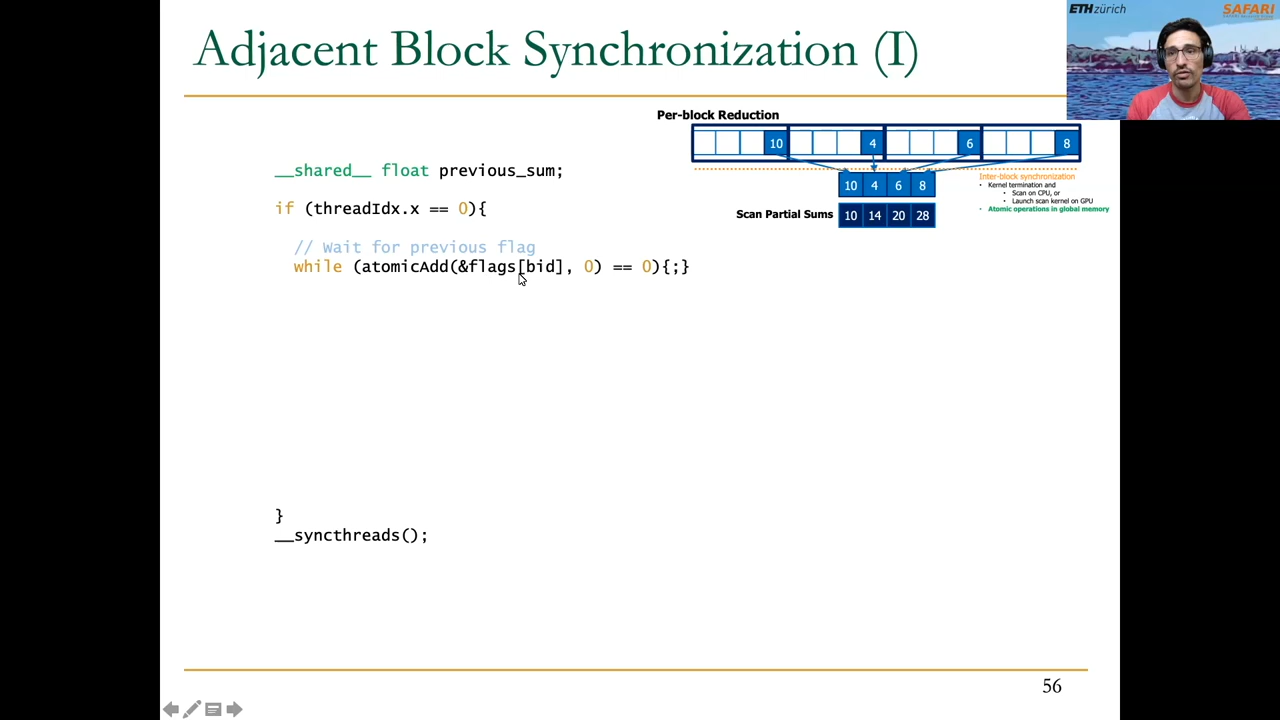 Adjacent Block Synchronization (I)
ETH zürich
SAFARI
Per-block Reduction
10 4 6 8
10 4 6 8
Scan Partial Sums 10 14 20 28
Inter-block synchronization
• Kernel termination and
• Scan on CPU, or
• Launch scan kernel on GPU
• Atomic operations in global memory
__shared__ float previous_sum;
if (threadIdx.x == 0){
// Wait for previous flag
while (atomicAdd(&flags[bid], 0) == 0){;}
}
__syncthreads();
56